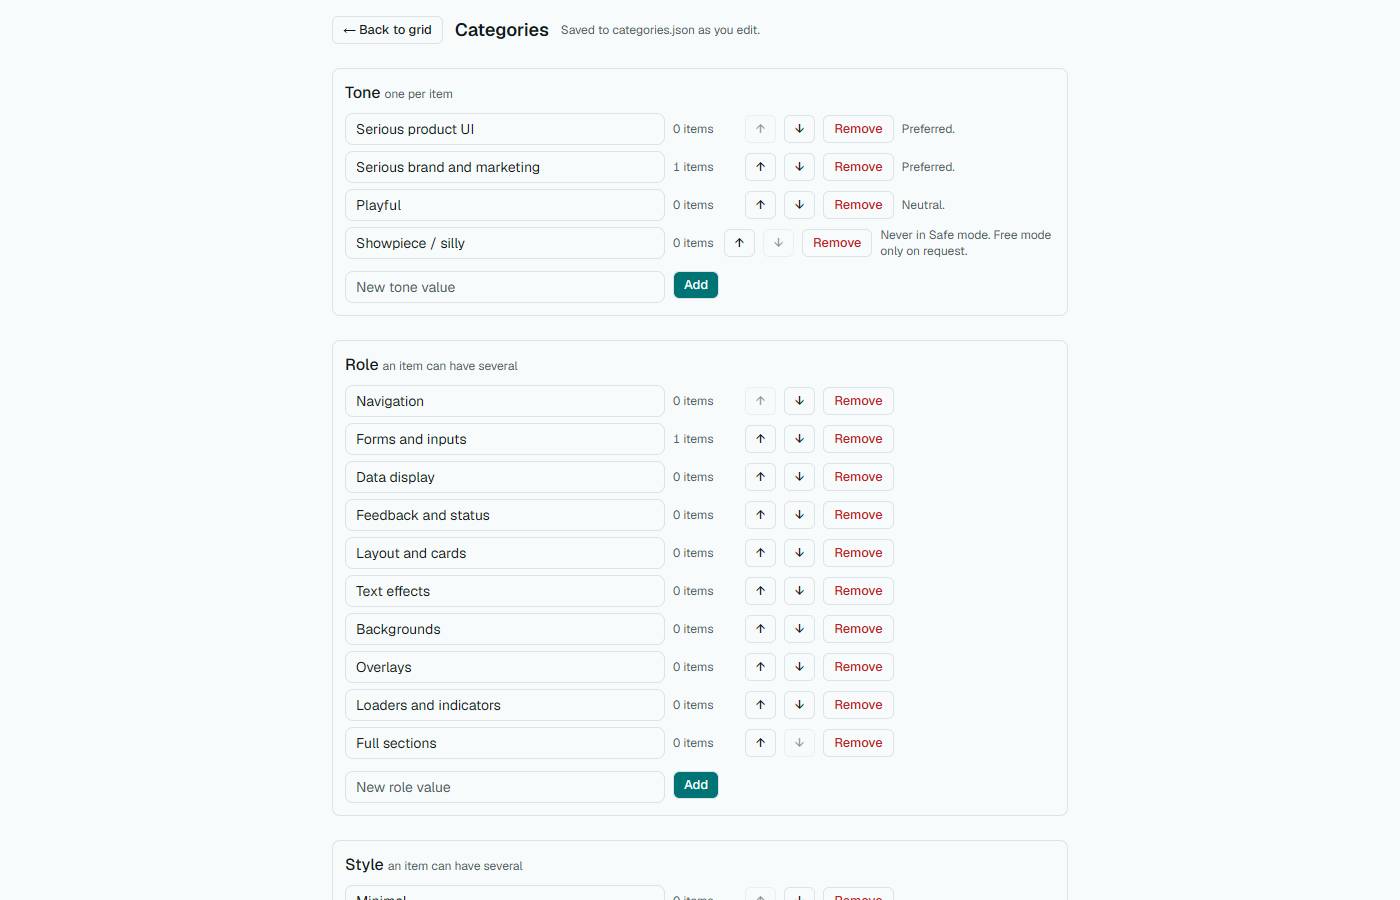 ← Back to grid Categories Saved to categories.json as you edit.
Tone one per item
Serious product UI 0 items ↑ ↓ Remove Preferred.
Serious brand and marketing 1 items ↑ ↓ Remove Preferred.
Playful 0 items ↑ ↓ Remove Neutral.
Showpiece / silly 0 items ↑ ↓ Remove Never in Safe mode. Free mode
only on request.
New tone value Add
Role an item can have several
Navigation 0 items ↑ ↓ Remove
Forms and inputs 1 items ↑ ↓ Remove
Data display 0 items ↑ ↓ Remove
Feedback and status 0 items ↑ ↓ Remove
Layout and cards 0 items ↑ ↓ Remove
Text effects 0 items ↑ ↓ Remove
Backgrounds 0 items ↑ ↓ Remove
Overlays 0 items ↑ ↓ Remove
Loaders and indicators 0 items ↑ ↓ Remove
Full sections 0 items ↑ ↓ Remove
New role value Add
Style an item can have several
Minimal 0 items ↑ ↓ Remove